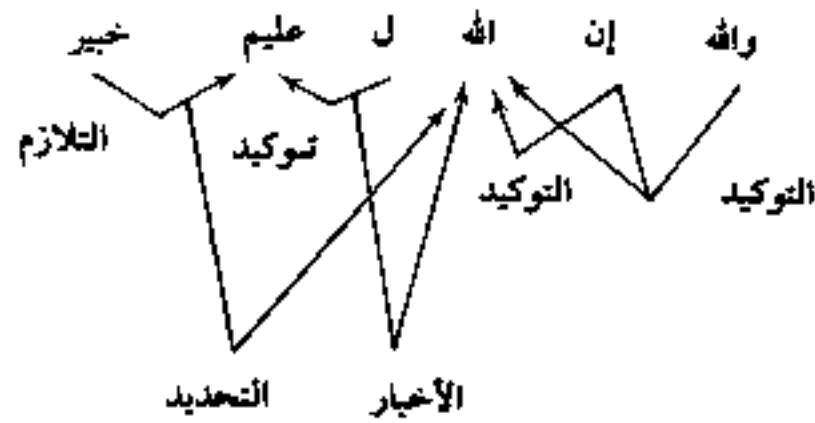 والله إن الله ل عليم خبير
التوكيد التوكيد توكيد التلازم
الأخبار التحديد